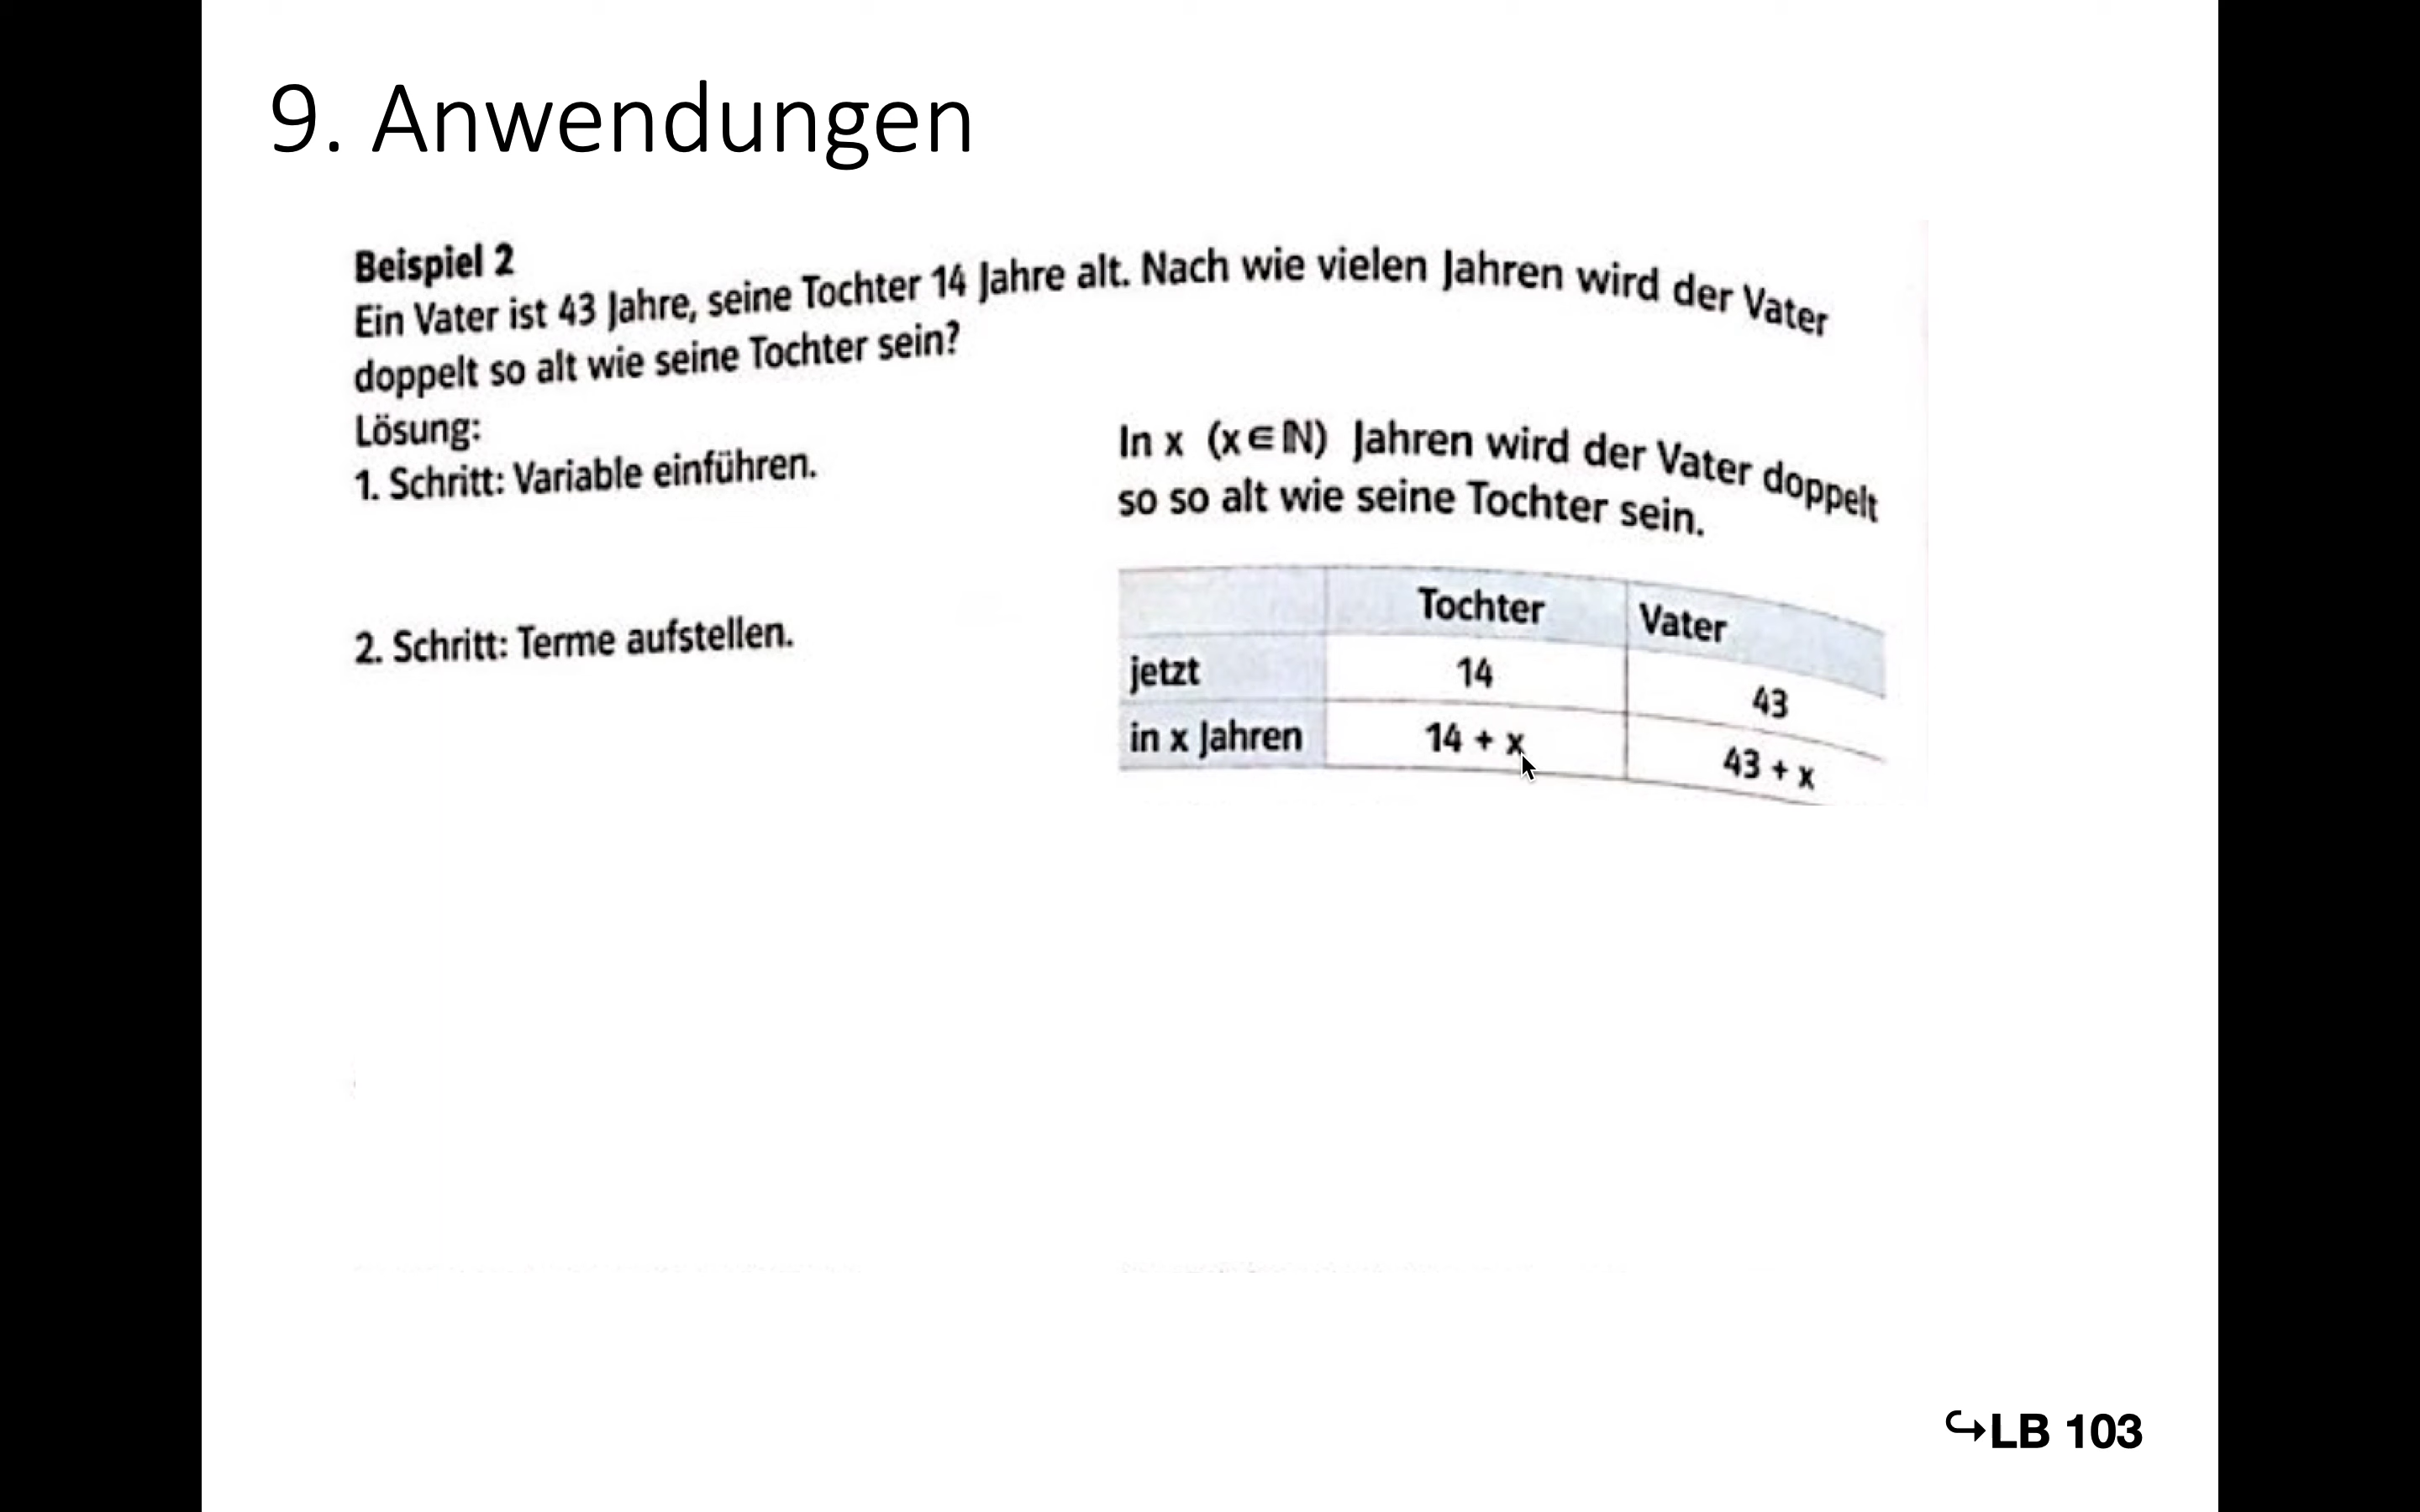 9. Anwendungen
Beispiel 2
Ein Vater ist 43 Jahre, seine Tochter 14 Jahre alt. Nach wie vielen Jahren wird der Vater
doppelt so alt wie seine Tochter sein?
Lösung:
1. Schritt: Variable einführen.
In x (x∈ℕ) Jahren wird der Vater doppelt
so so alt wie seine Tochter sein.
2. Schritt: Terme aufstellen.
Tochter Vater
jetzt 14 43
in x Jahren 14 + x 43 + x
↪LB 103